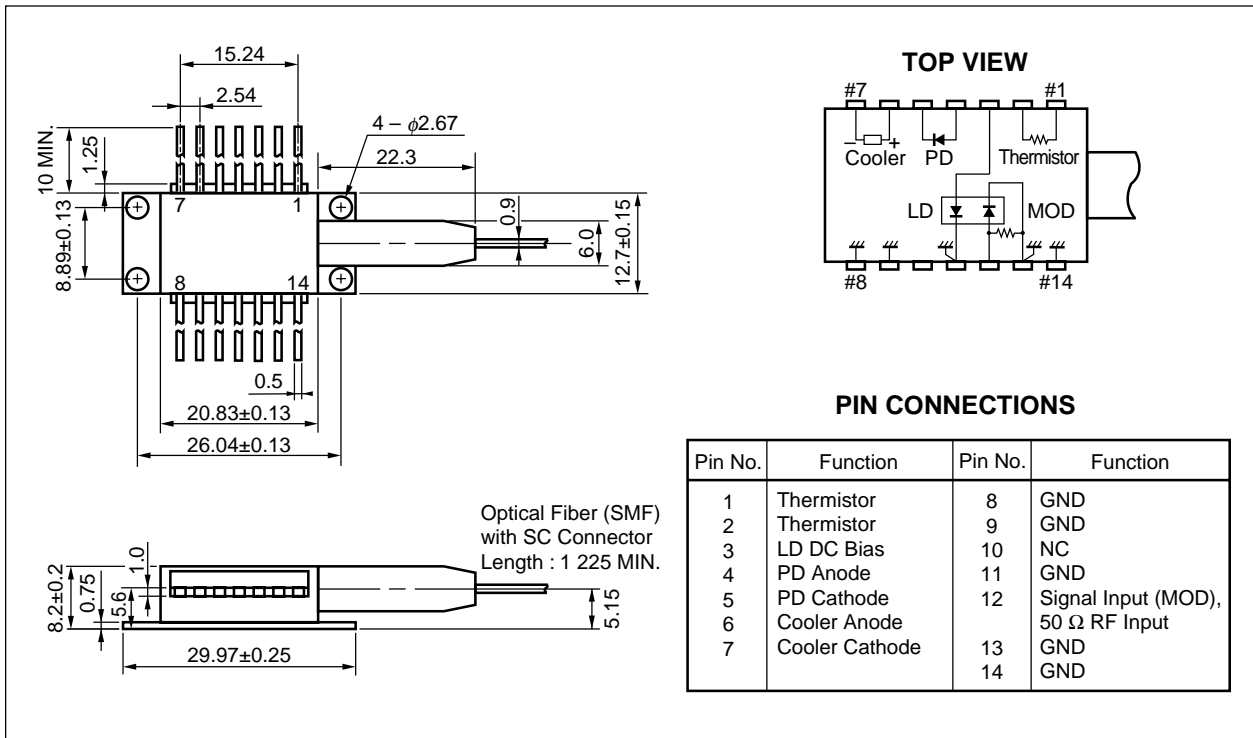 15.24
2.54
10 MIN.
1.25
4 – ϕ2.67
22.3
7
1
8.89±0.13
0.9
6.0
12.7±0.15
8
14
0.5
20.83±0.13
26.04±0.13
Optical Fiber (SMF)
with SC Connector
Length : 1 225 MIN.
8.2±0.2
0.75
5.6
1.0
5.15
29.97±0.25
TOP VIEW
#7
#1
– +
Cooler
PD
Thermistor
LD
MOD
#8
#14
PIN CONNECTIONS
Pin No. Function Pin No. Function
1 Thermistor 8 GND
2 Thermistor 9 GND
3 LD DC Bias 10 NC
4 PD Anode 11 GND
5 PD Cathode 12 Signal Input (MOD),
6 Cooler Anode 50 Ω RF Input
7 Cooler Cathode 13 GND
14 GND